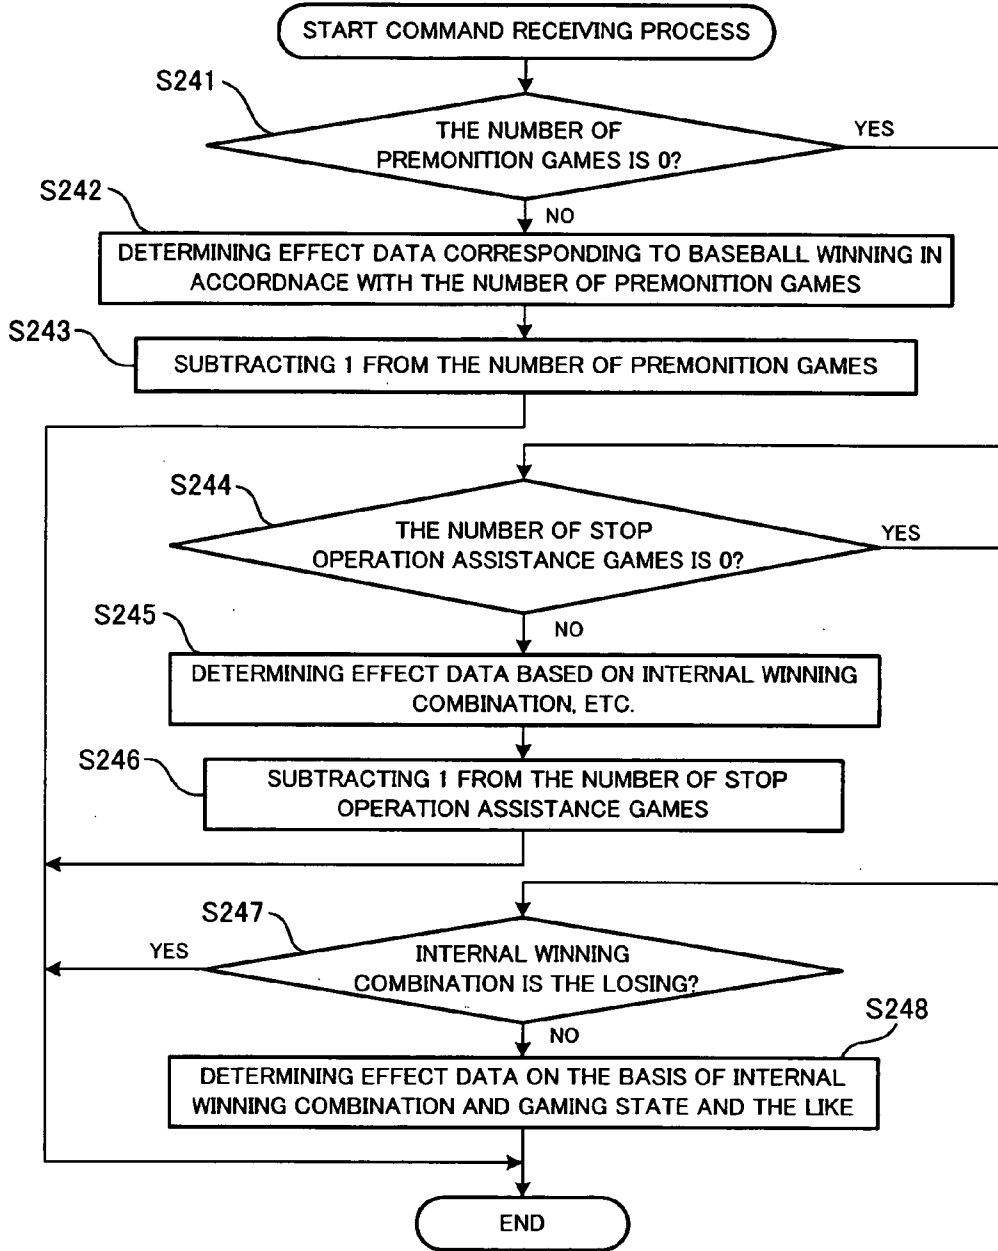 START COMMAND RECEIVING PROCESS
S241
THE NUMBER OF
PREMONITION GAMES IS 0?
YES
NO
S242
DETERMINING EFFECT DATA CORRESPONDING TO BASEBALL WINNING IN
ACCORDNACE WITH THE NUMBER OF PREMONITION GAMES
S243
SUBTRACTING 1 FROM THE NUMBER OF PREMONITION GAMES
S244
THE NUMBER OF STOP
OPERATION ASSISTANCE GAMES IS 0?
YES
NO
S245
DETERMINING EFFECT DATA BASED ON INTERNAL WINNING
COMBINATION, ETC.
S246
SUBTRACTING 1 FROM THE NUMBER OF STOP
OPERATION ASSISTANCE GAMES
S247
YES
INTERNAL WINNING
COMBINATION IS THE LOSING?
NO
S248
DETERMINING EFFECT DATA ON THE BASIS OF INTERNAL
WINNING COMBINATION AND GAMING STATE AND THE LIKE
END